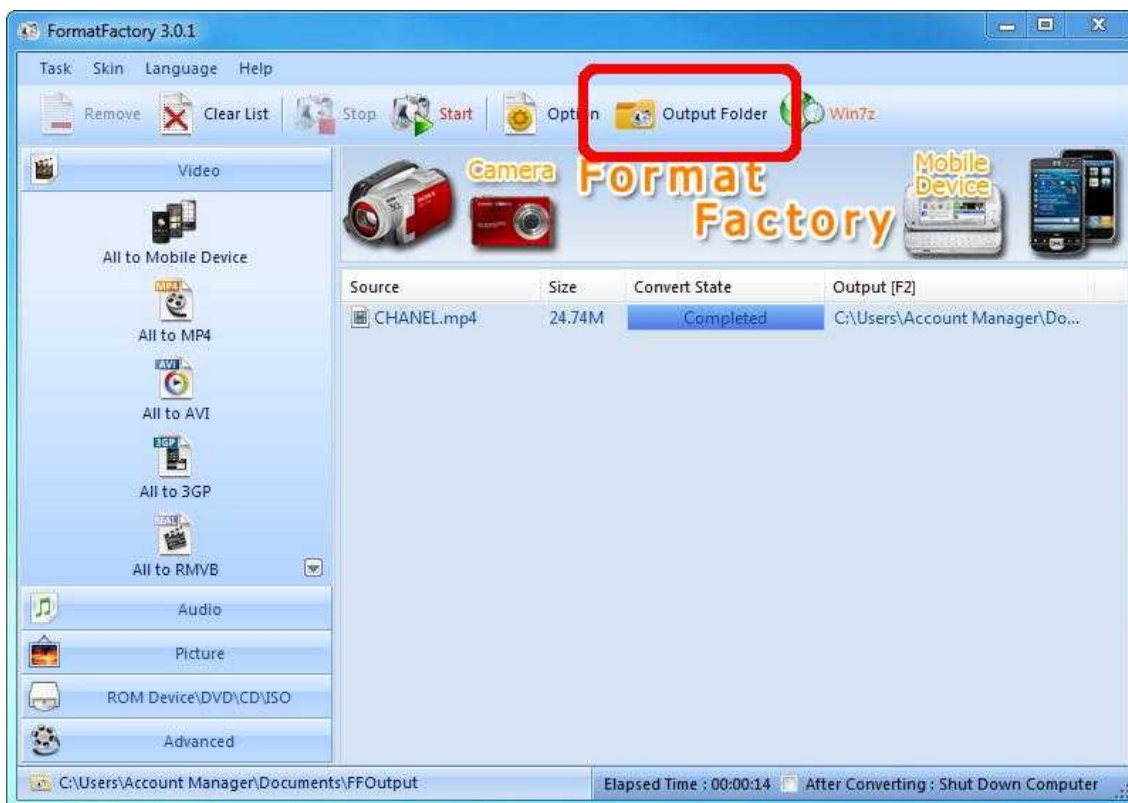 FormatFactory 3.0.1
Task Skin Language Help
Remove Clear List Stop Start Option Output Folder Win7z
Video
All to Mobile Device
MP4
All to MP4
AVI
All to AVI
3GP
All to 3GP
REAL
All to RMVB
Audio
Picture
ROM Device\DVD\CD\ISO
Advanced
Camera
Format
Factory
Mobile
Device
Source Size Convert State Output [F2]
CHANEL.mp4 24.74M Completed C:\Users\Account Manager\Do...
C:\Users\Account Manager\Documents\FFOutput Elapsed Time : 00:00:14 After Converting : Shut Down Computer